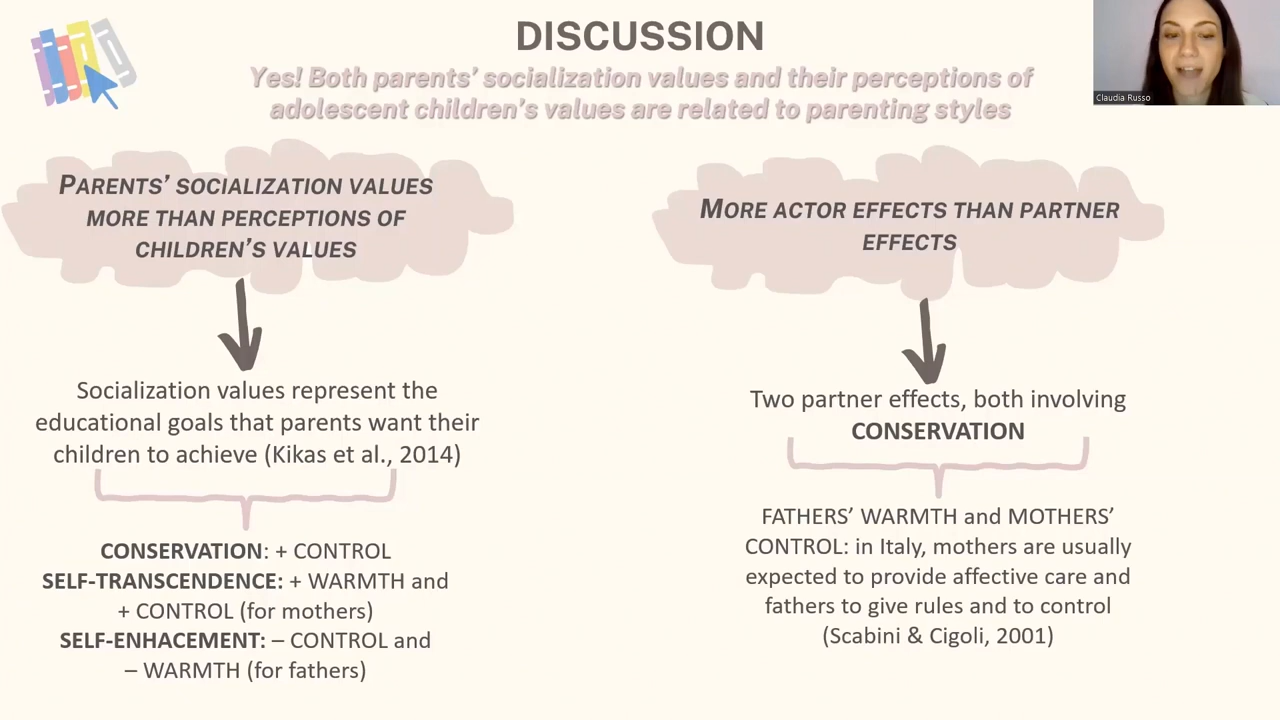 DISCUSSION
Yes! Both parents' socialization values and their perceptions of
adolescent children's values are related to parenting styles
Claudia Russo
PARENTS' SOCIALIZATION VALUES
MORE THAN PERCEPTIONS OF
CHILDREN'S VALUES
Socialization values represent the
educational goals that parents want their
children to achieve (Kikas et al., 2014)
CONSERVATION: + CONTROL
SELF-TRANSCENDENCE: + WARMTH and
+ CONTROL (for mothers)
SELF-ENHACEMENT: – CONTROL and
– WARMTH (for fathers)
MORE ACTOR EFFECTS THAN PARTNER
EFFECTS
Two partner effects, both involving
CONSERVATION
FATHERS' WARMTH and MOTHERS'
CONTROL: in Italy, mothers are usually
expected to provide affective care and
fathers to give rules and to control
(Scabini & Cigoli, 2001)